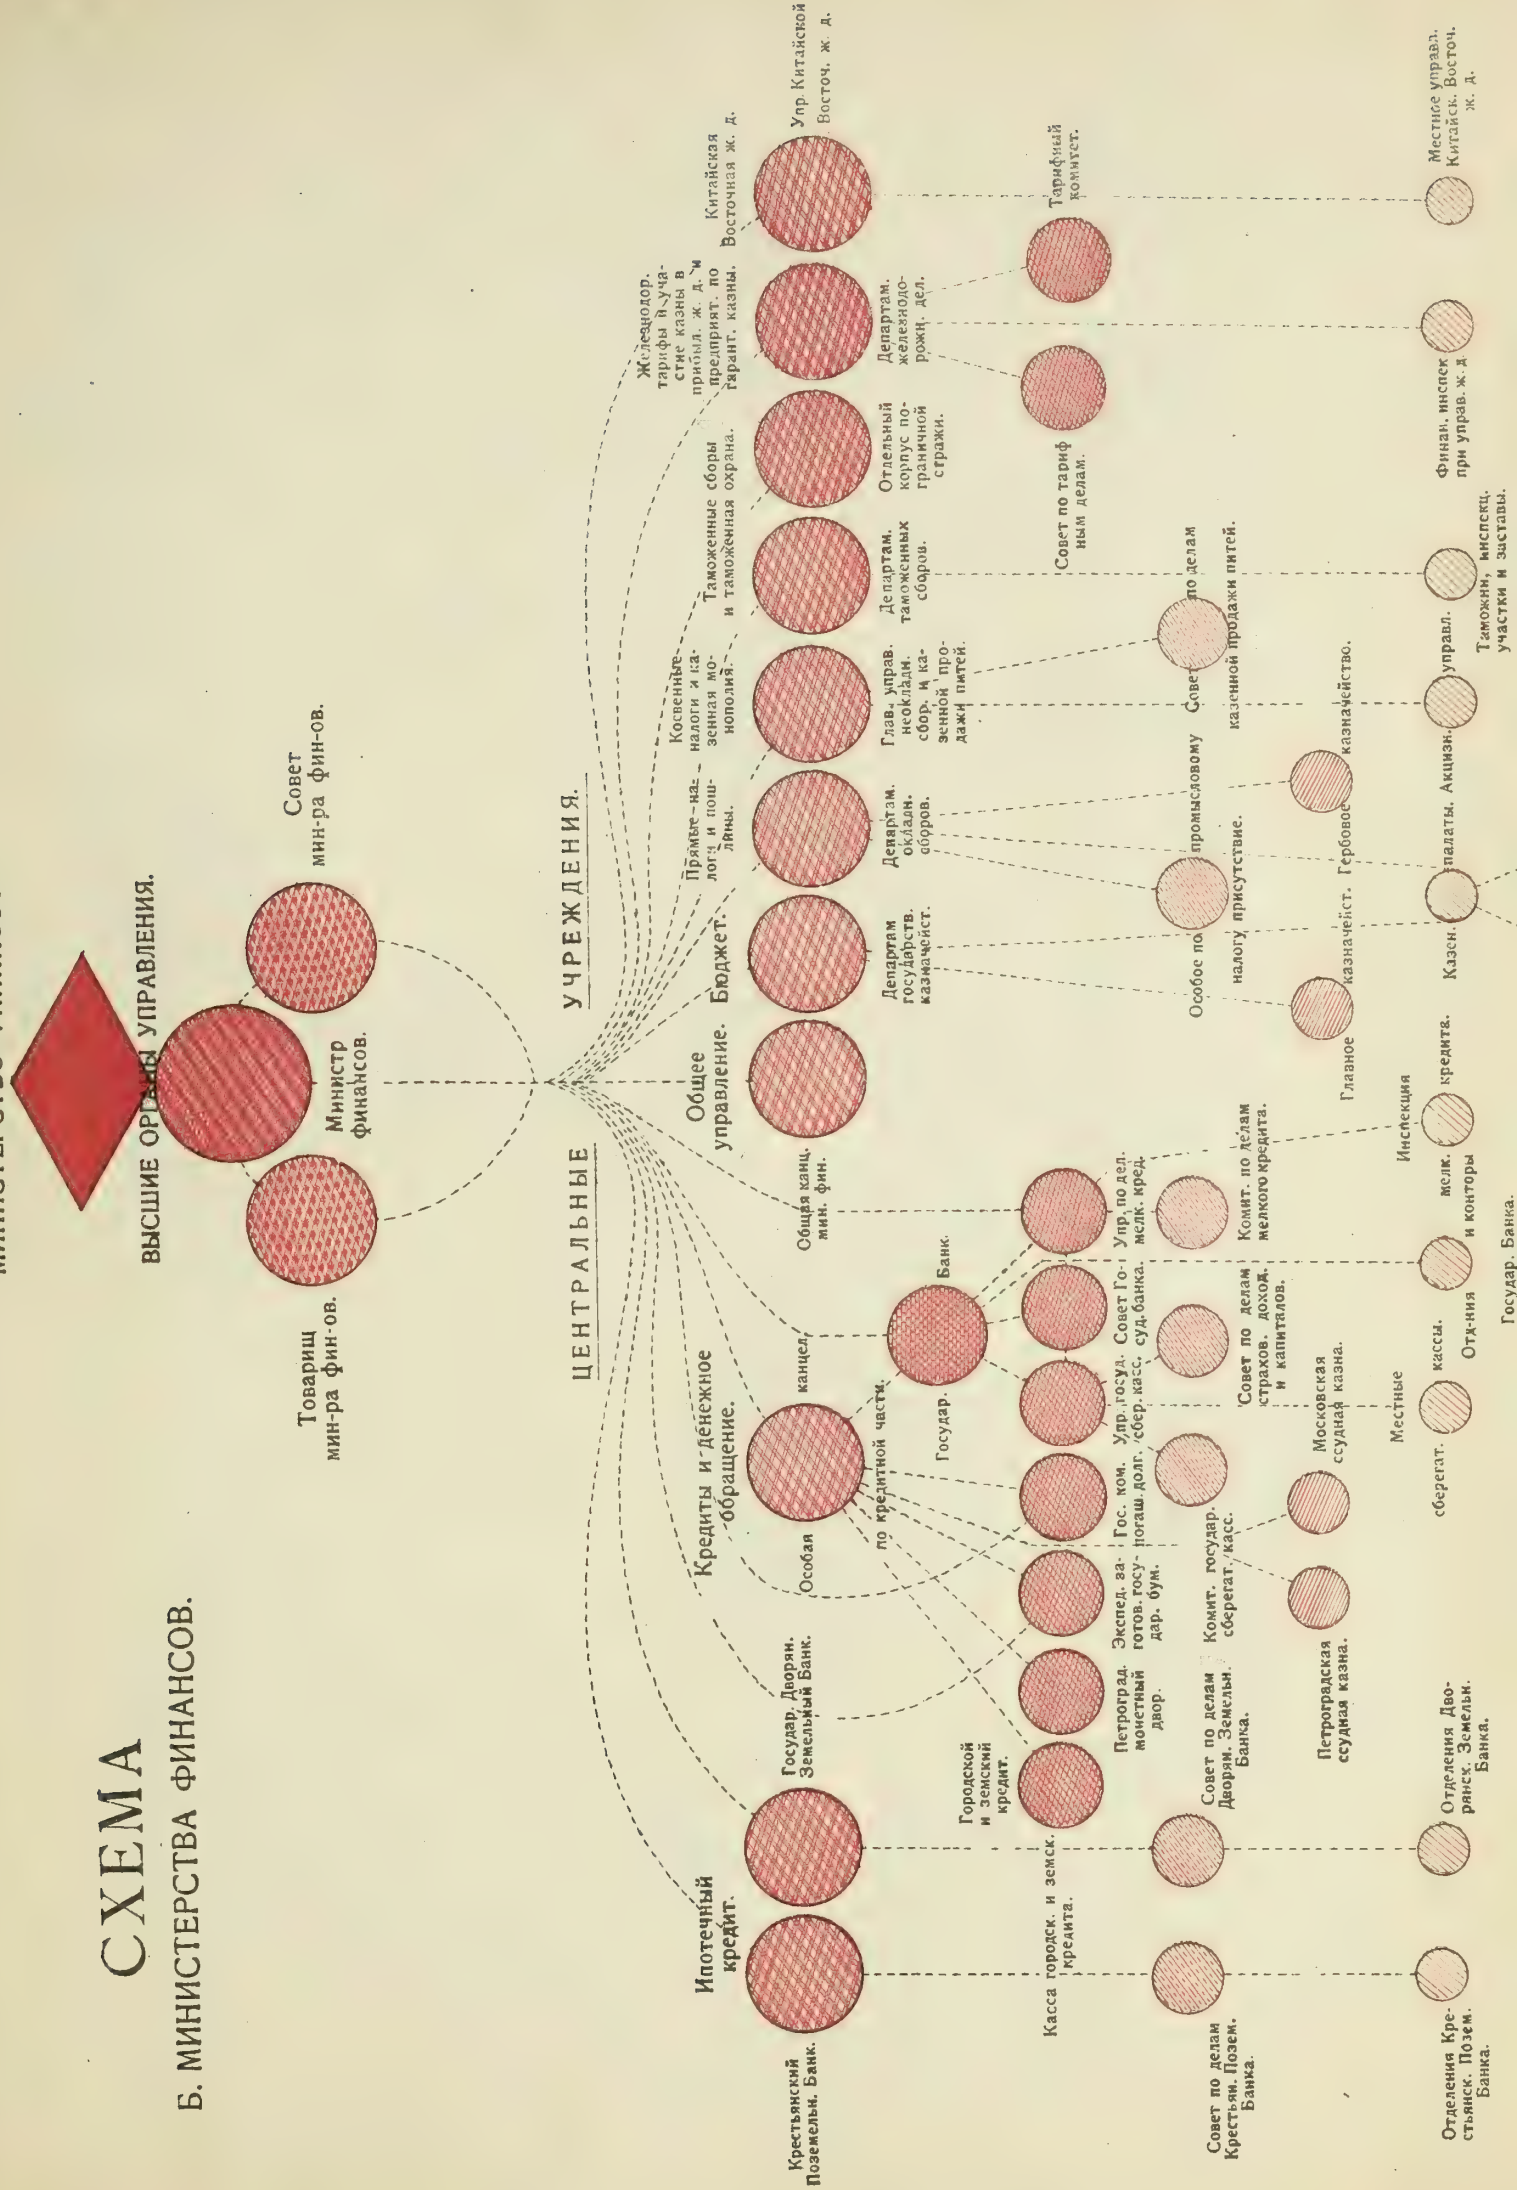 СХЕМА
Б. МИНИСТЕРСТВА ФИНАНСОВ.
ВЫСШИЕ ОРГАНЫ УПРАВЛЕНИЯ.
Товарищ
мин-ра фин-ов.
Министр
финансов.
Совет
мин-ра фин-ов.
ЦЕНТРАЛЬНЫЕ
УЧРЕЖДЕНИЯ.
Ипотечный
кредит.
Кредиты и денежное
обращение.
Общее
управление.
Бюджет.
Прямые на-
логи и пош-
лины.
Косвенные
налоги и ка-
зенная мо-
нополия.
Таможенные сборы
и таможенная охрана.
Железнодор.
тарифы и уча-
стие казны в
прибыл. ж. д. и
предприят. по
гарант. казны.
Китайская
Восточная ж. д.
Крестьянский
Поземельн. Банк.
Государ. Дворян.
Земельный Банк.
Особая
канцел.
по кредитной части.
Общая канц.
мин. фин.
Департам
государств.
казначейст.
Департам.
окладн.
сборов.
Глав. управ.
неокладн.
сбор. и ка-
зенной про-
дажи питей.
Департам.
таможенных
сборов.
Отдельный
корпус по-
граничной
стражи.
Департам.
железнодо-
рожн. дел.
Упр. Китайской
Восточ. ж. д.
Государ.
Банк.
Городской
и земский
кредит.
Касса городск. и земск.
кредита.
Петроград.
монетный
двор.
Экспед. за-
готов. госу-
дар. бум.
Гос. ком.
погаш. долг.
Упр. госуд.
сбер. касс.
Совет Го-
суд. банка.
Упр. по дел.
мелк. кред.
Совет по тариф
ным делам.
Тарифный
комитет.
Совет по делам
Крестьян. Позем.
Банка.
Совет по делам
Дворян. Земельн.
Банка.
Комит. государ.
сберегат. касс.
Совет по делам
страхов. доход.
и капиталов.
Комит. по делам
мелкого кредита.
Особое по
промысловому
налогу присутствие.
Совет
по делам
казенной продажи питей.
Петроградская
ссудная казна.
Московская
ссудная казна.
Главное
казначейст.
Гербовое
казначейство.
Отделения Кре-
стьянск. Позем.
Банка.
Отделения Дво-
рянск. Земельн.
Банка.
Местные
сберегат.
кассы.
Отд-ния
и конторы
Государ. Банка.
Инспекция
мелк.
кредита.
Казен.
палаты.
Акцизн.
управл.
Таможни, инспекц.
участки и заставы.
Финан. инспек
при управ. ж. д
Местное управл.
Китайск. Восточ.
ж. д.